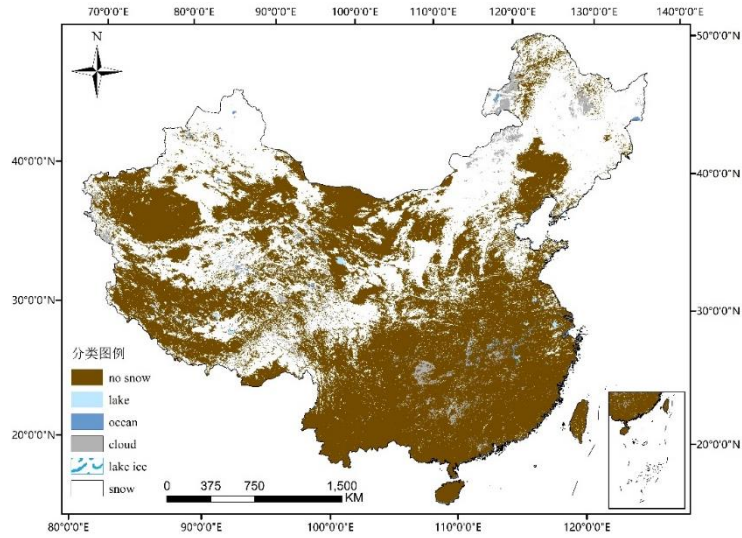 70°0'0"E 80°0'0"E 90°0'0"E 100°0'0"E 110°0'0"E 120°0'0"E 130°0'0"E 140°0'0"E
N
50°0'0"N
40°0'0"N 40°0'0"N
30°0'0"N 30°0'0"N
20°0'0"N 20°0'0"N
分类图例
no snow
lake
ocean
cloud
lake ice
snow
0 375 750 1,500
KM
80°0'0"E 90°0'0"E 100°0'0"E 110°0'0"E 120°0'0"E